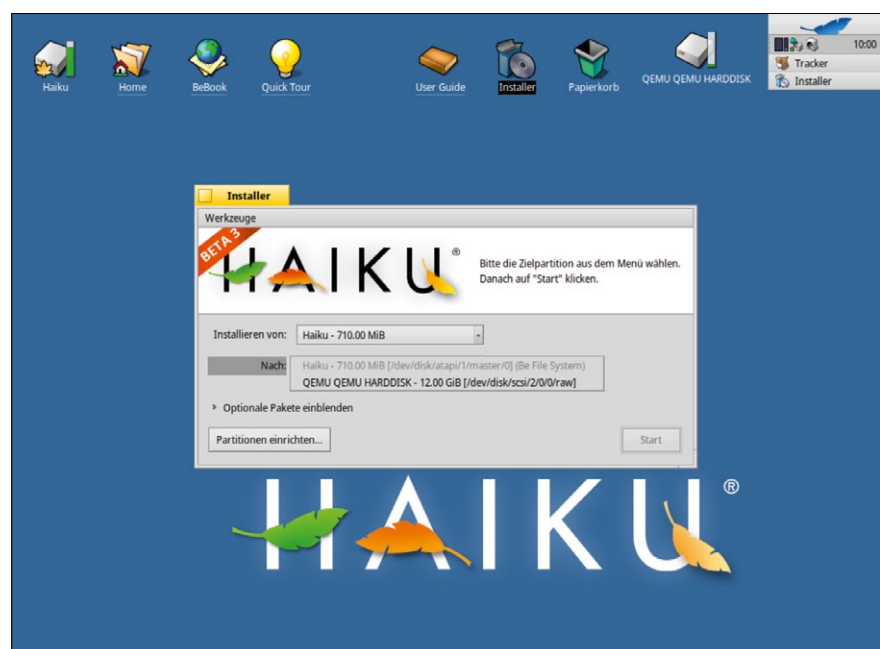 10:00
Tracker
Installer
Haiku
Home
BeBook
Quick Tour
User Guide
Installer
Papierkorb
QEMU QEMU HARDDISK
Installer
Werkzeuge
BETA 3
HAIKU®
Bitte die Zielpartition aus dem Menü wählen.
Danach auf "Start" klicken.
Installieren von: Haiku - 710.00 MiB
Nach: Haiku - 710.00 MiB [/dev/disk/atapi/1/master/0] (Be File System)
QEMU QEMU HARDDISK - 12.00 GiB [/dev/disk/scsi/2/0/0/raw]
Optionale Pakete einblenden
Partitionen einrichten...
Start
HAIKU®